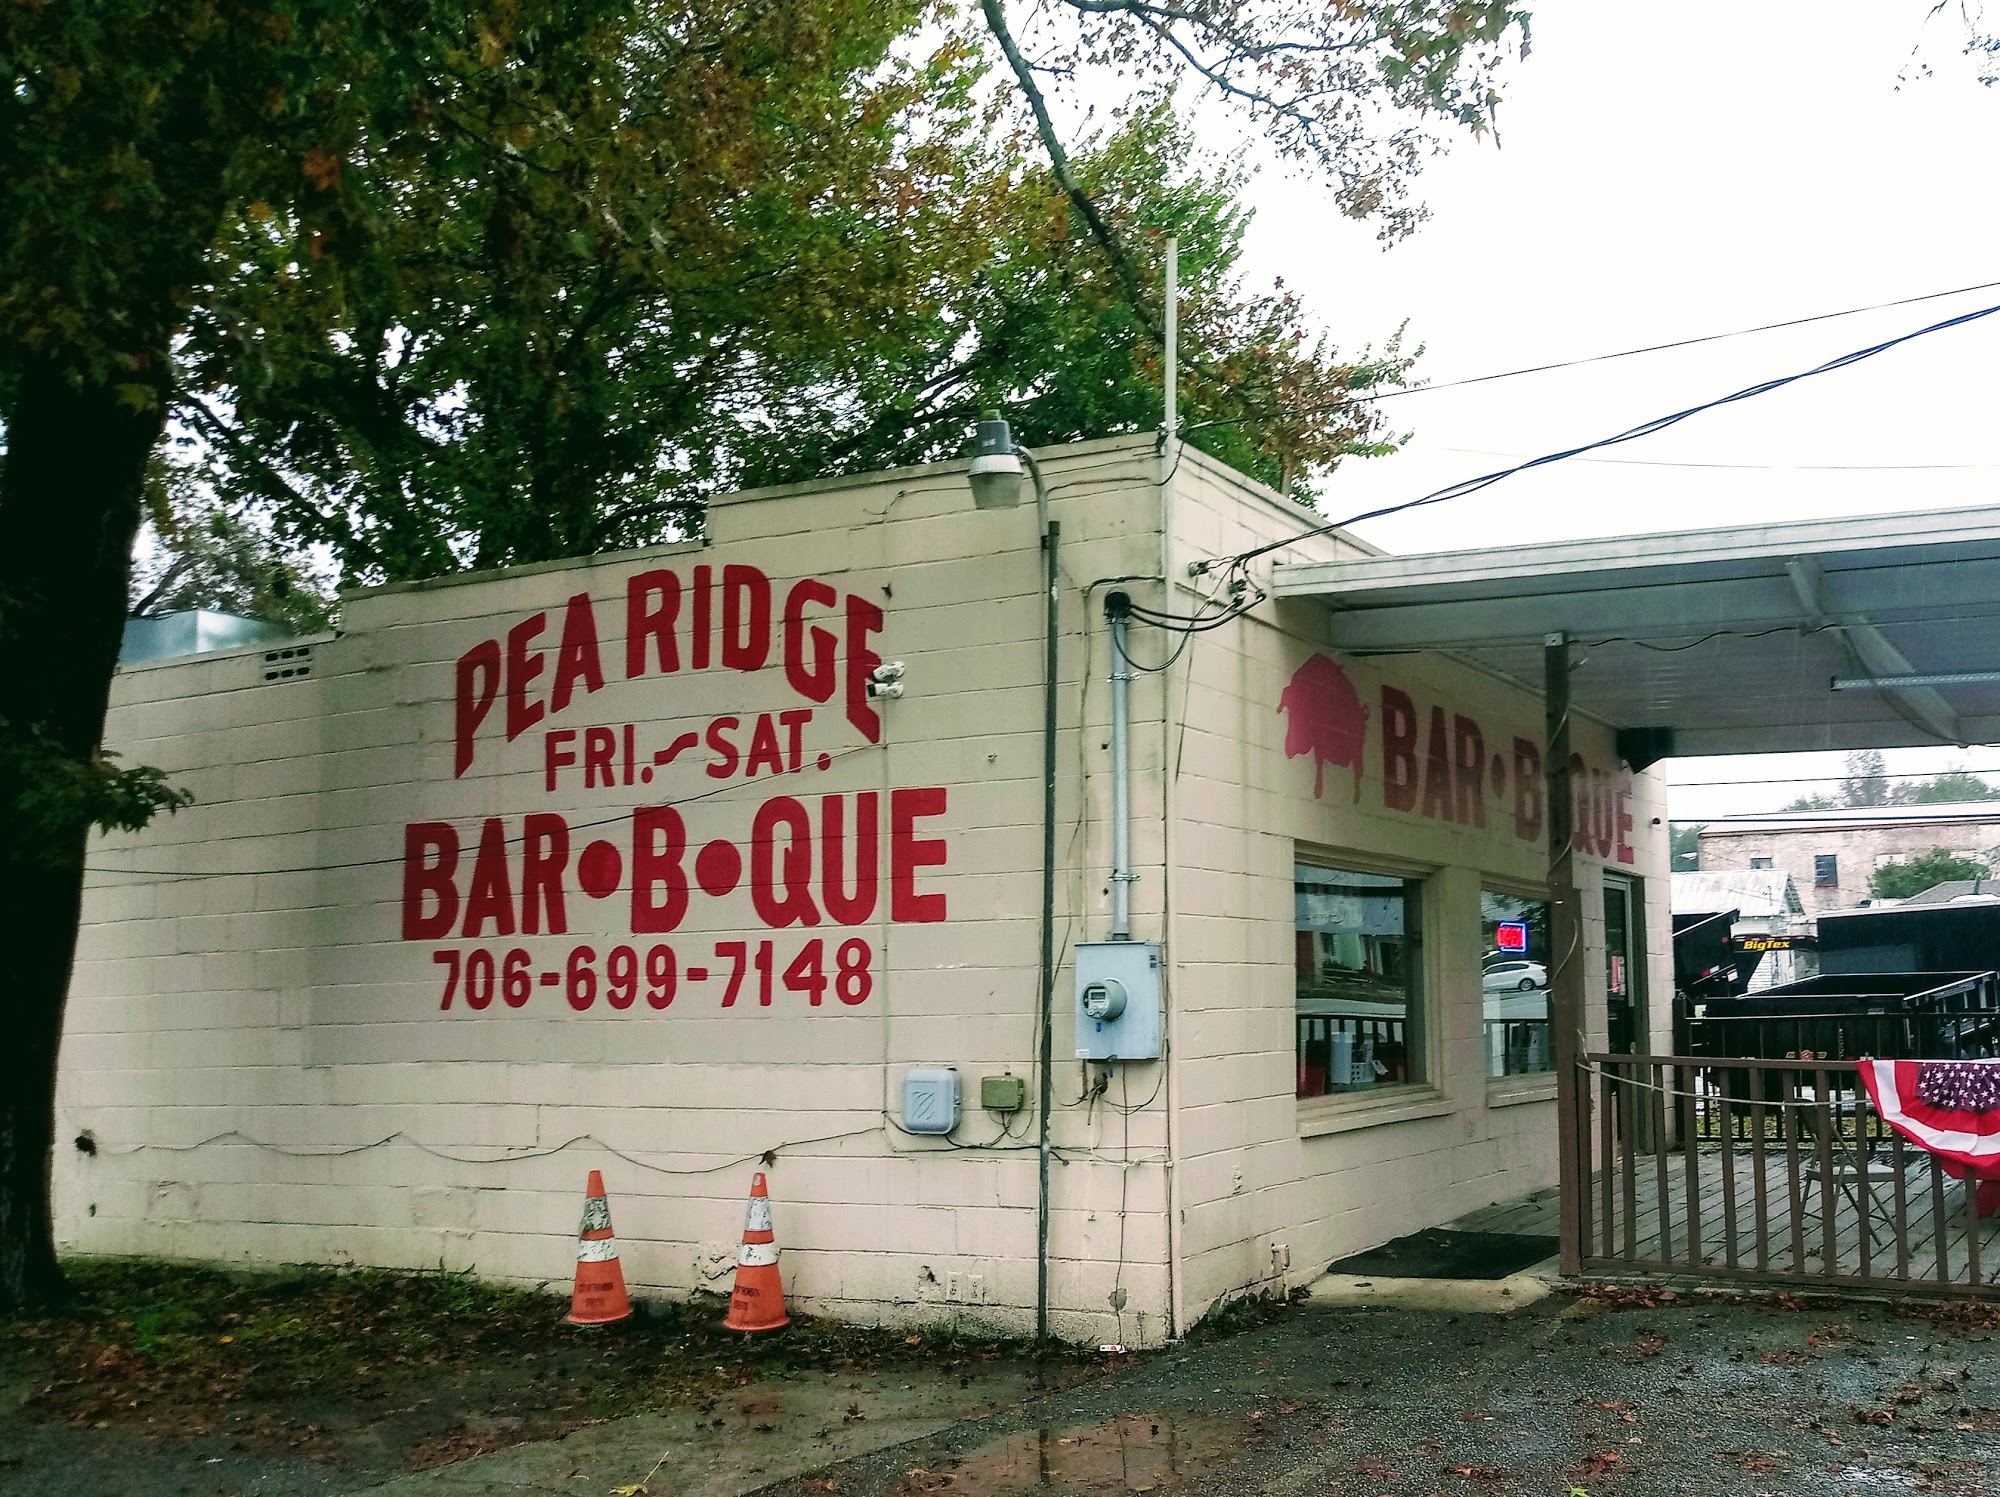 PEA RIDGE
FRI.-SAT.
BAR•B•QUE
706-699-7148
BAR•B•QUE
BigTex